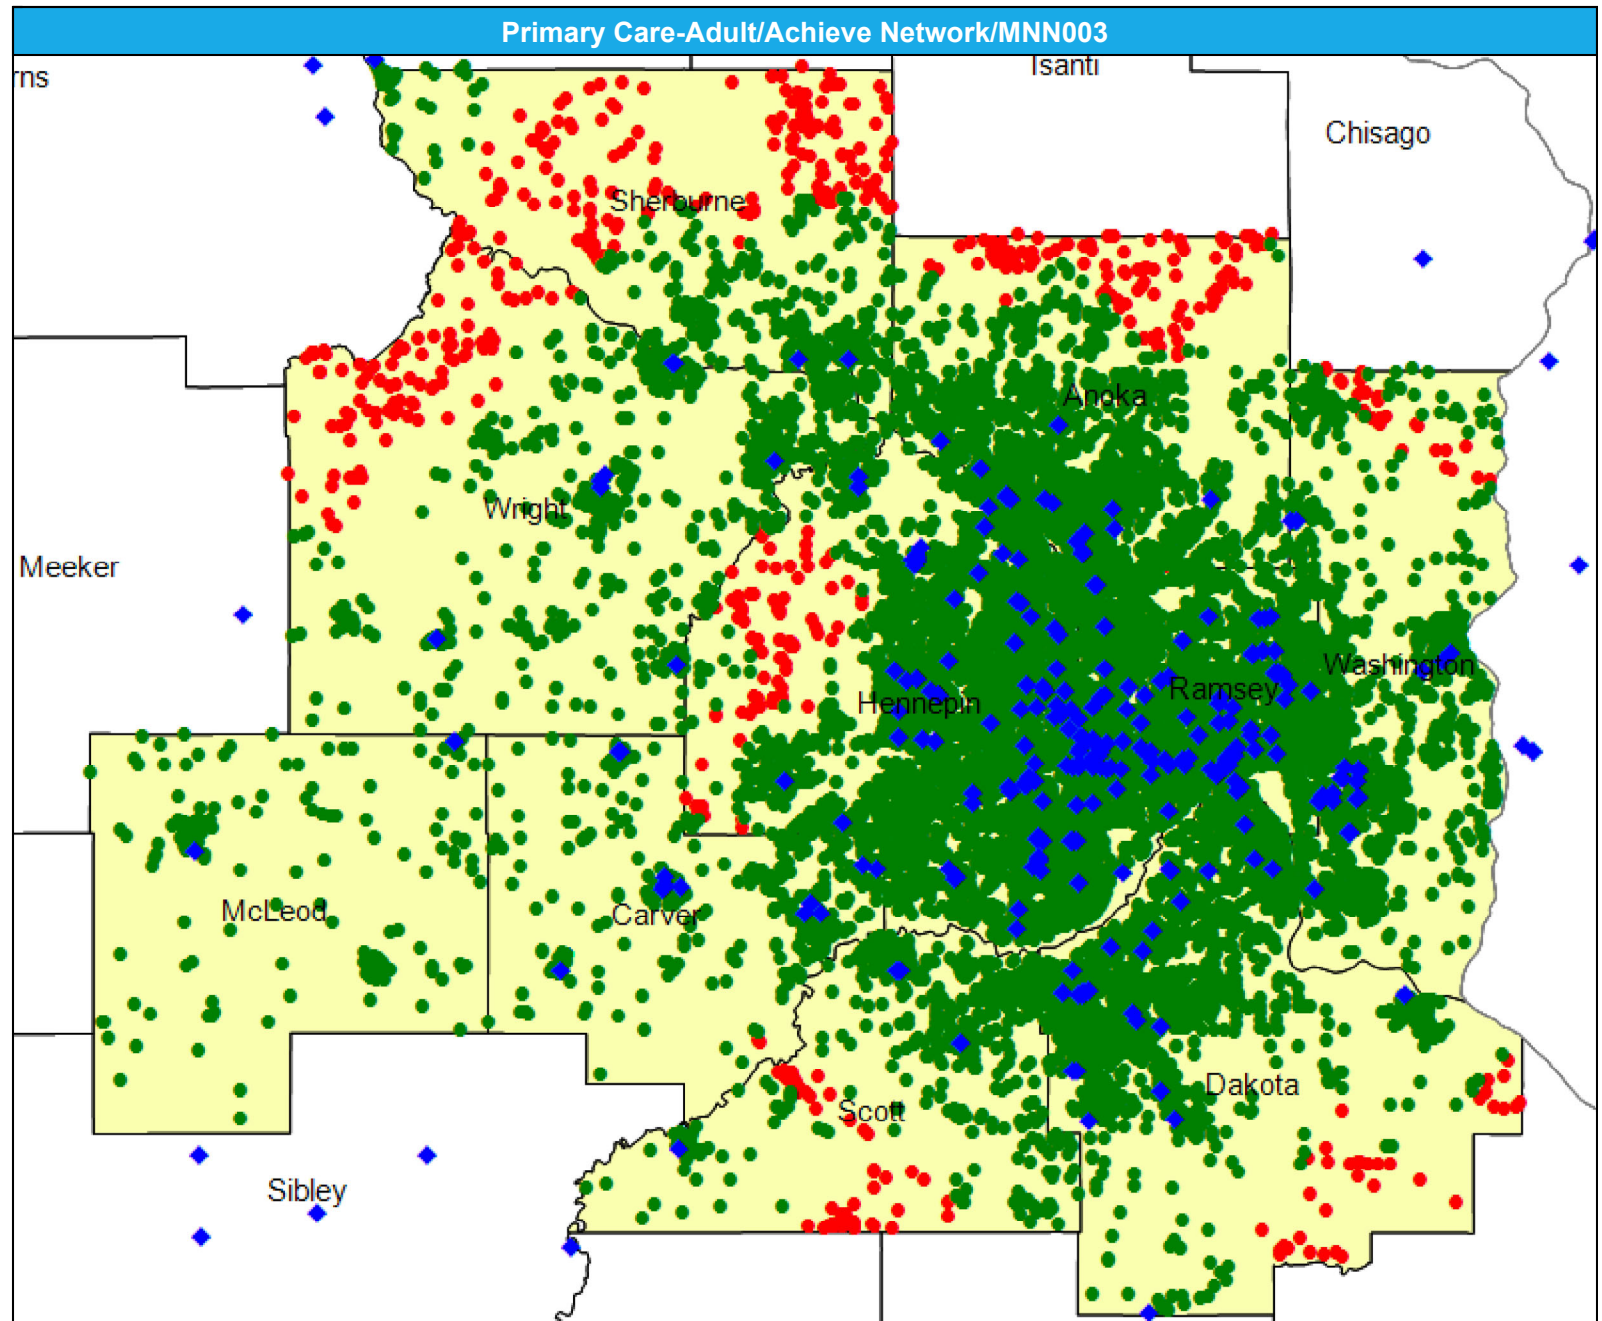 Primary Care-Adult/Achieve Network/MNN003
rns
Isanti
Chisago
Sherburne
Anoka
Wright
Meeker
Washington
Ramsey
Hennepin
McLeod
Carver
Dakota
Scott
Sibley